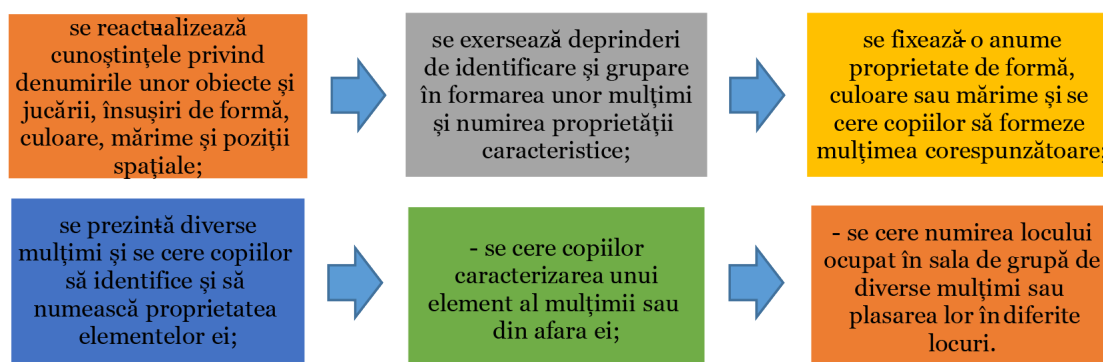 se reactualizează
cunoștințele privind
denumirile unor obiecte și
jucării, însușiri de formă,
culoare, mărime și poziții
spațiale;
se exersează deprinderi
de identificare și grupare
în formarea unor mulțimi
și numirea proprietății
caracteristice;
se fixează o anume
proprietate de formă,
culoare sau mărime și se
cere copiilor să formeze
mulțimea corespunzătoare;
se prezintă diverse
mulțimi și se cere copiilor
să identifice și să
numească proprietatea
elementelor ei;
- se cere copiilor
caracterizarea unui
element al mulțimii sau
din afara ei;
- se cere numirea locului
ocupat în sala de grupă de
diverse mulțimi sau
plasarea lor în diferite
locuri.